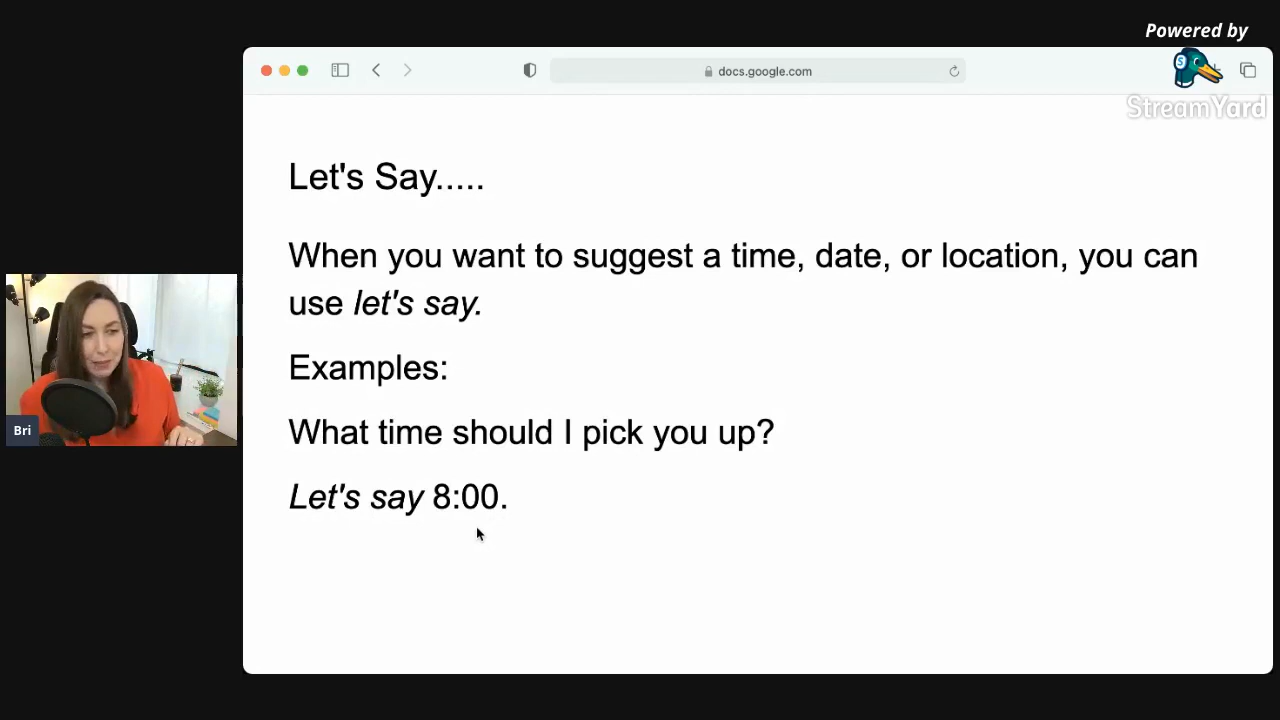 Powered by
docs.google.com
S
StreamYard
Let's Say.....
When you want to suggest a time, date, or location, you can
use let's say.
Examples:
What time should I pick you up?
Let's say 8:00.
Bri